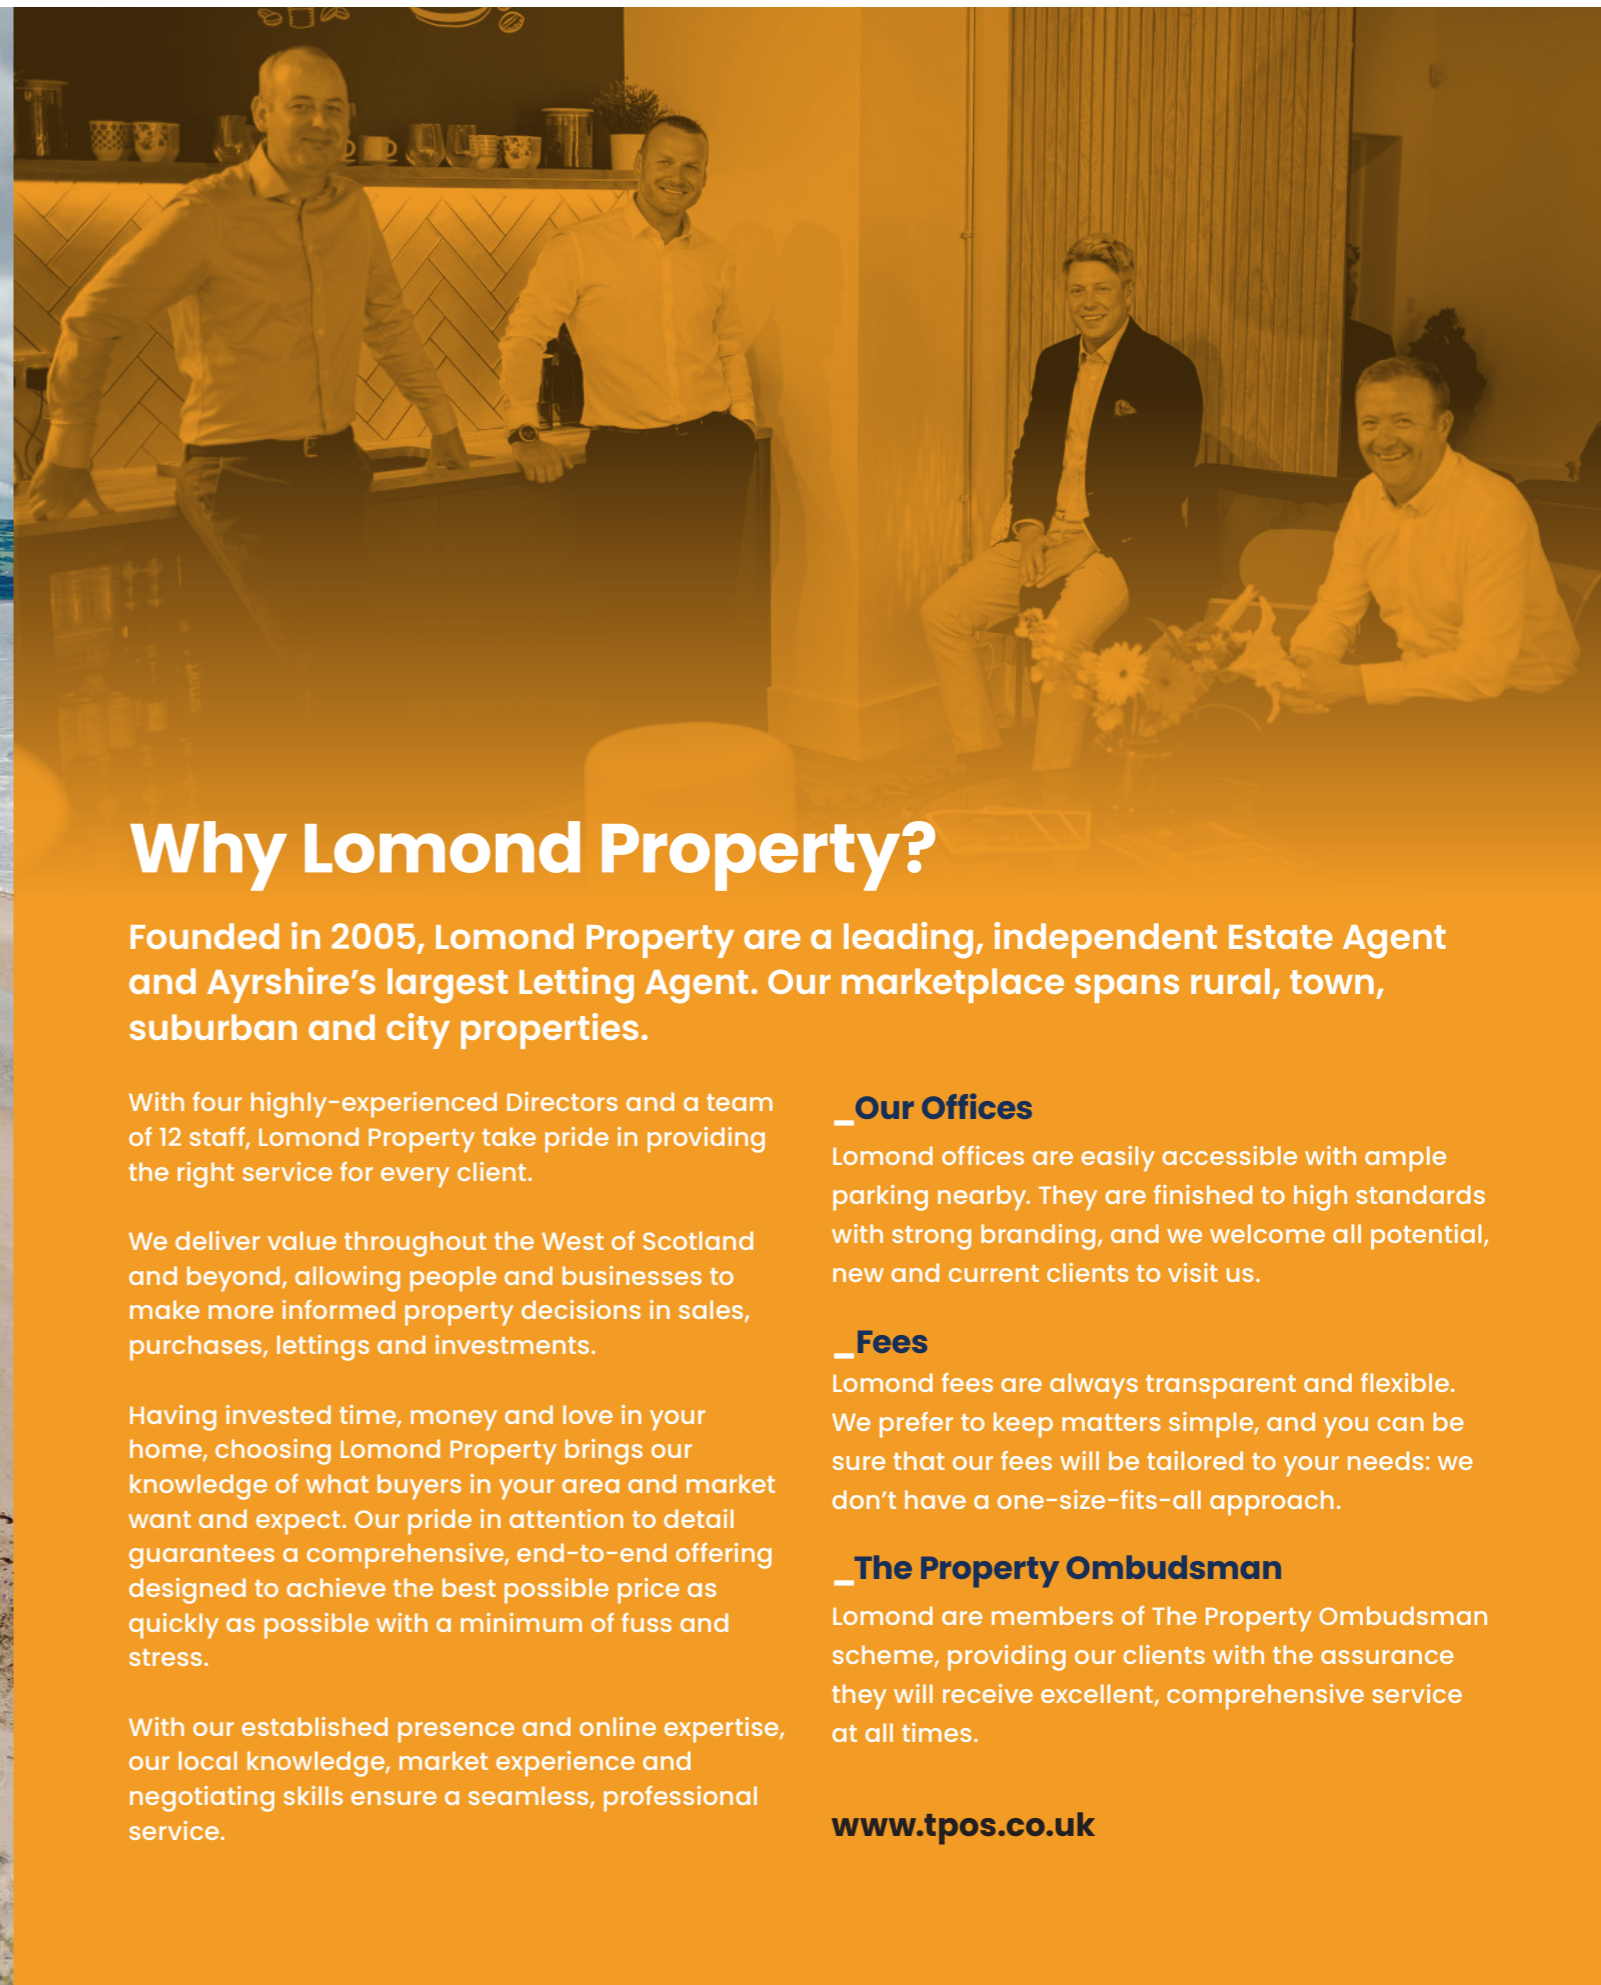 Why Lomond Property?
Founded in 2005, Lomond Property are a leading, independent Estate Agent
and Ayrshire's largest Letting Agent. Our marketplace spans rural, town,
suburban and city properties.
With four highly-experienced Directors and a team
of 12 staff, Lomond Property take pride in providing
the right service for every client.
We deliver value throughout the West of Scotland
and beyond, allowing people and businesses to
make more informed property decisions in sales,
purchases, lettings and investments.
Having invested time, money and love in your
home, choosing Lomond Property brings our
knowledge of what buyers in your area and market
want and expect. Our pride in attention to detail
guarantees a comprehensive, end-to-end offering
designed to achieve the best possible price as
quickly as possible with a minimum of fuss and
stress.
With our established presence and online expertise,
our local knowledge, market experience and
negotiating skills ensure a seamless, professional
service.
_Our Offices
Lomond offices are easily accessible with ample
parking nearby. They are finished to high standards
with strong branding, and we welcome all potential,
new and current clients to visit us.
_Fees
Lomond fees are always transparent and flexible.
We prefer to keep matters simple, and you can be
sure that our fees will be tailored to your needs: we
don't have a one-size-fits-all approach.
_The Property Ombudsman
Lomond are members of The Property Ombudsman
scheme, providing our clients with the assurance
they will receive excellent, comprehensive service
at all times.
www.tpos.co.uk